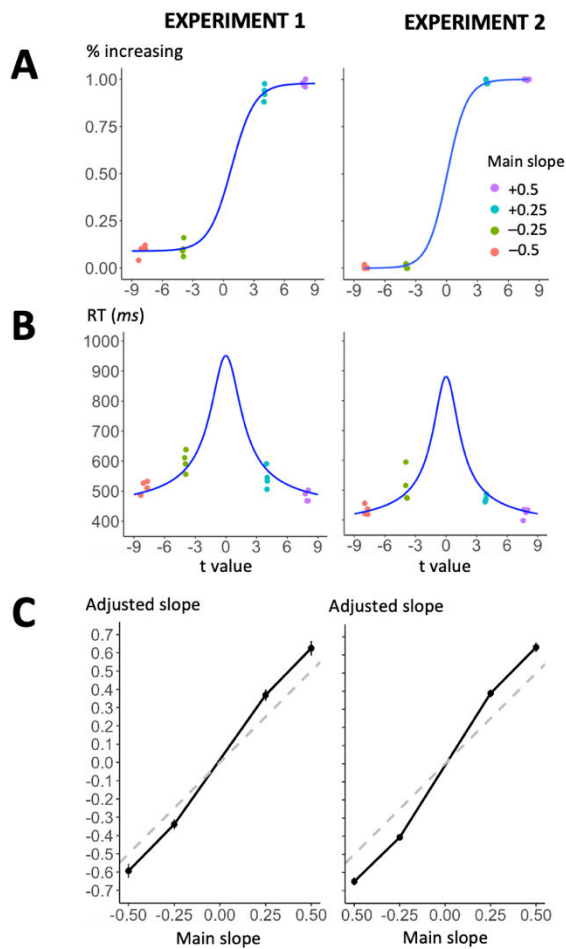 EXPERIMENT 1 EXPERIMENT 2
A
% increasing
1.00
0.75
0.50
0.25
0.00
Main slope
+0.5
+0.25
−0.25
−0.5
-9 -6 -3 0 3 6 9 -9 -6 -3 0 3 6 9
B
RT (ms)
1000
900
800
700
600
500
400
-9 -6 -3 0 3 6 9 -9 -6 -3 0 3 6 9
t value t value
C
Adjusted slope Adjusted slope
0.7
0.6
0.5
0.4
0.3
0.2
0.1
0.0
-0.1
-0.2
-0.3
-0.4
-0.5
-0.6
-0.7
-0.50 -0.25 0.00 0.25 0.50 -0.50 -0.25 0.00 0.25 0.50
Main slope Main slope